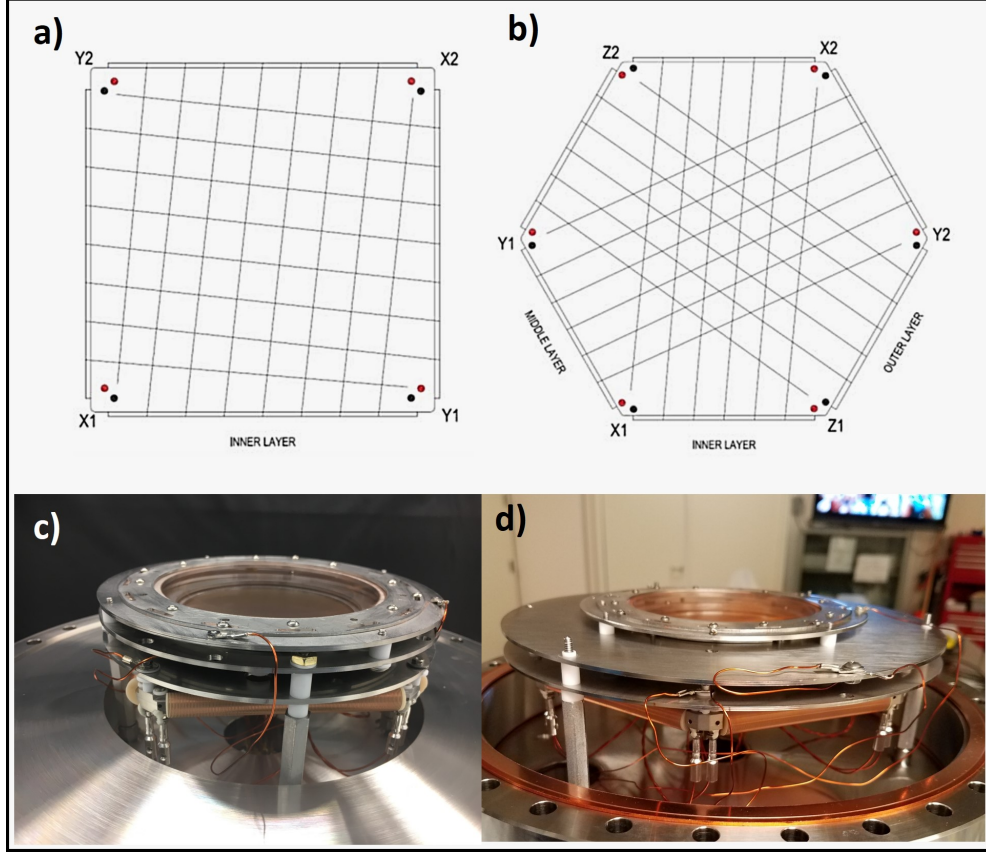 a)
Y2
X2
X1
Y1
INNER LAYER
b)
Z2
X2
Y1
Y2
MIDDLE LAYER
OUTER LAYER
X1
Z1
INNER LAYER
c)
d)